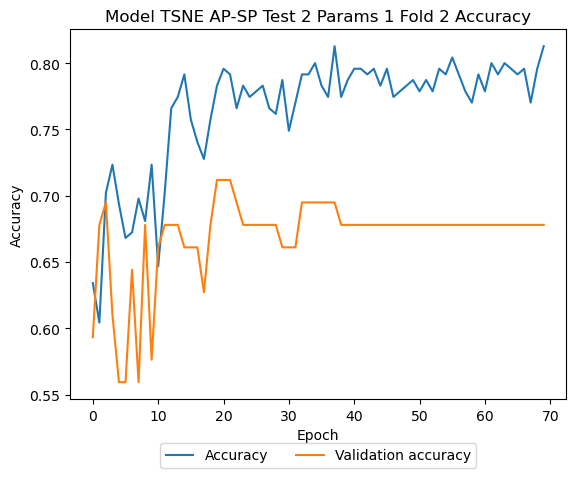 Model TSNE AP-SP Test 2 Params 1 Fold 2 Accuracy
Accuracy
0.80
0.75
0.70
0.65
0.60
0.55
0 10 20 30 40 50 60 70
Epoch
Accuracy Validation accuracy